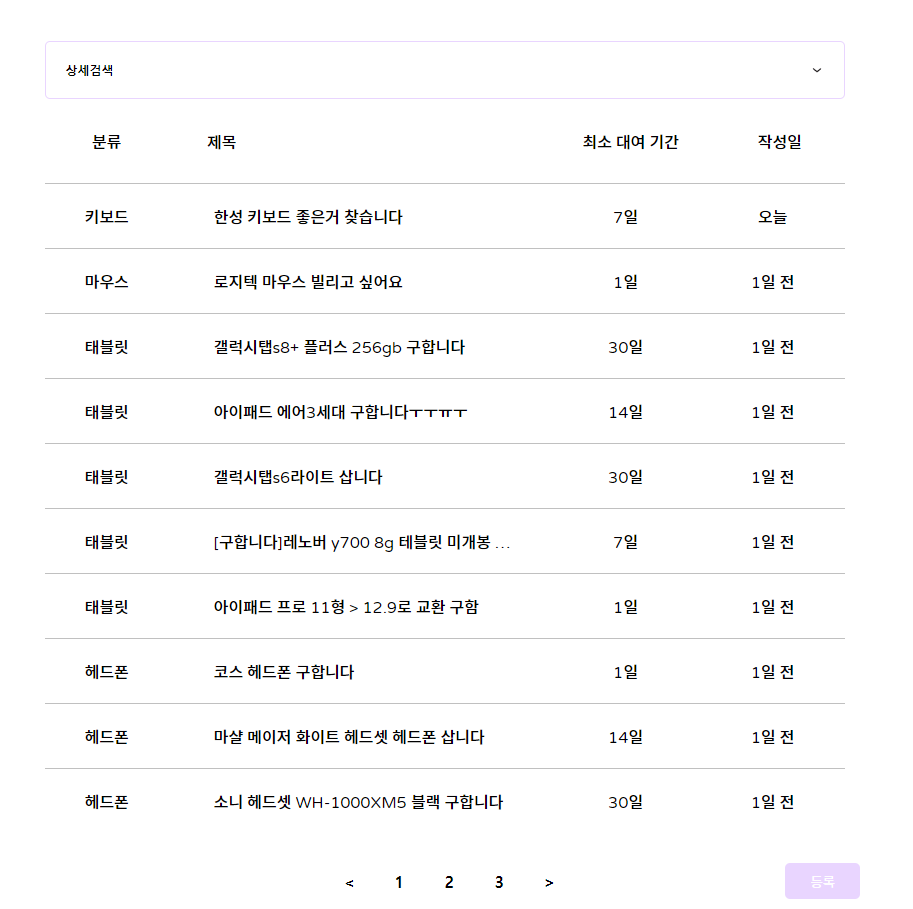 상세검색
분류 제목 최소 대여 기간 작성일
키보드 한성 키보드 좋은거 찾습니다 7일 오늘
마우스 로지텍 마우스 빌리고 싶어요 1일 1일 전
태블릿 갤럭시탭s8+ 플러스 256gb 구합니다 30일 1일 전
태블릿 아이패드 에어3세대 구합니다ㅜㅜㅠㅜ 14일 1일 전
태블릿 갤럭시탭s6라이트 삽니다 30일 1일 전
태블릿 [구합니다]레노버 y700 8g 테블릿 미개봉 ... 7일 1일 전
태블릿 아이패드 프로 11형 > 12.9로 교환 구함 1일 1일 전
헤드폰 코스 헤드폰 구합니다 1일 1일 전
헤드폰 마샬 메이저 화이트 헤드셋 헤드폰 삽니다 14일 1일 전
헤드폰 소니 헤드셋 WH-1000XM5 블랙 구합니다 30일 1일 전
< 1 2 3 > 등록